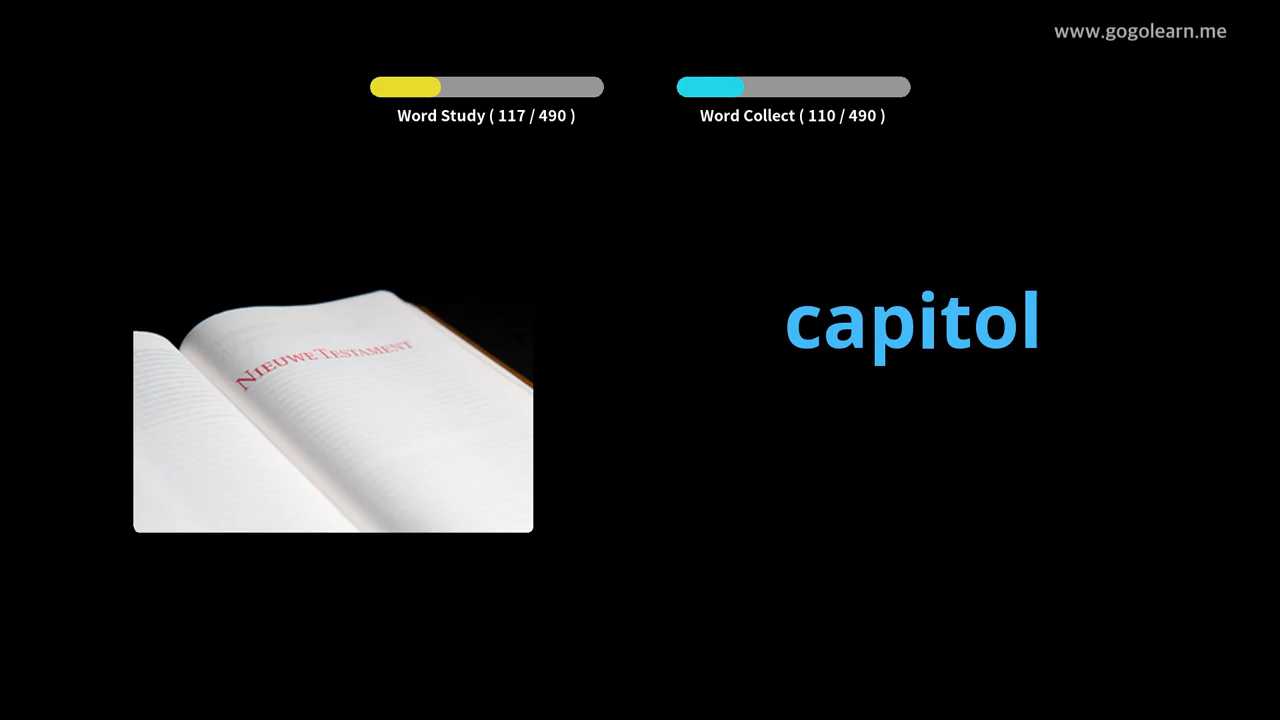 www.gogolearn.me
Word Study ( 117 / 490 )
Word Collect ( 110 / 490 )
NIEUWE TESTAMENT
capitol